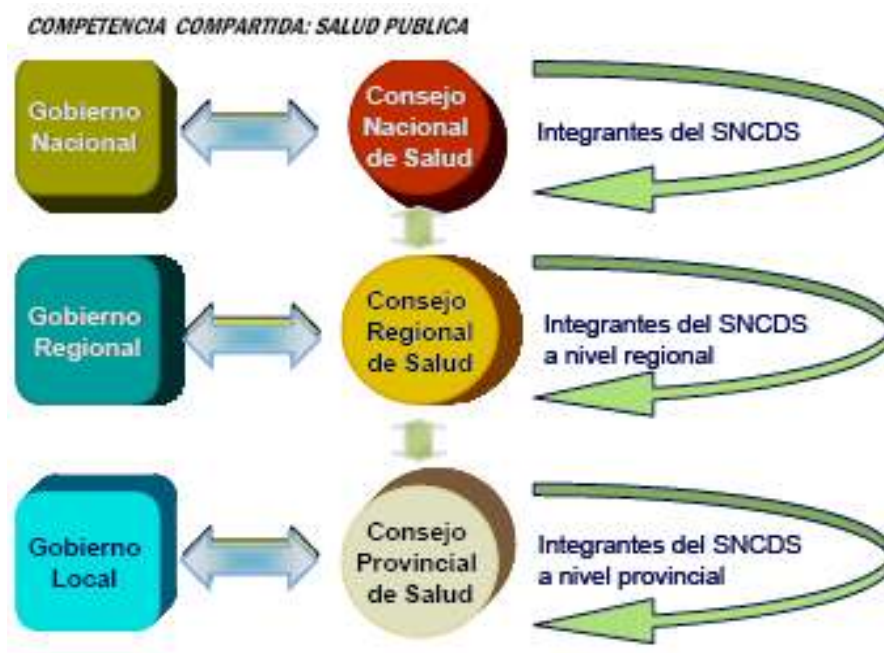 COMPETENCIA COMPARTIDA: SALUD PUBLICA
Gobierno
Nacional
Consejo
Nacional
de Salud
Integrantes del SNCDS
Gobierno
Regional
Consejo
Regional
de Salud
Integrantes del SNCDS
a nivel regional
Gobierno
Local
Consejo
Provincial
de Salud
Integrantes del SNCDS
a nivel provincial